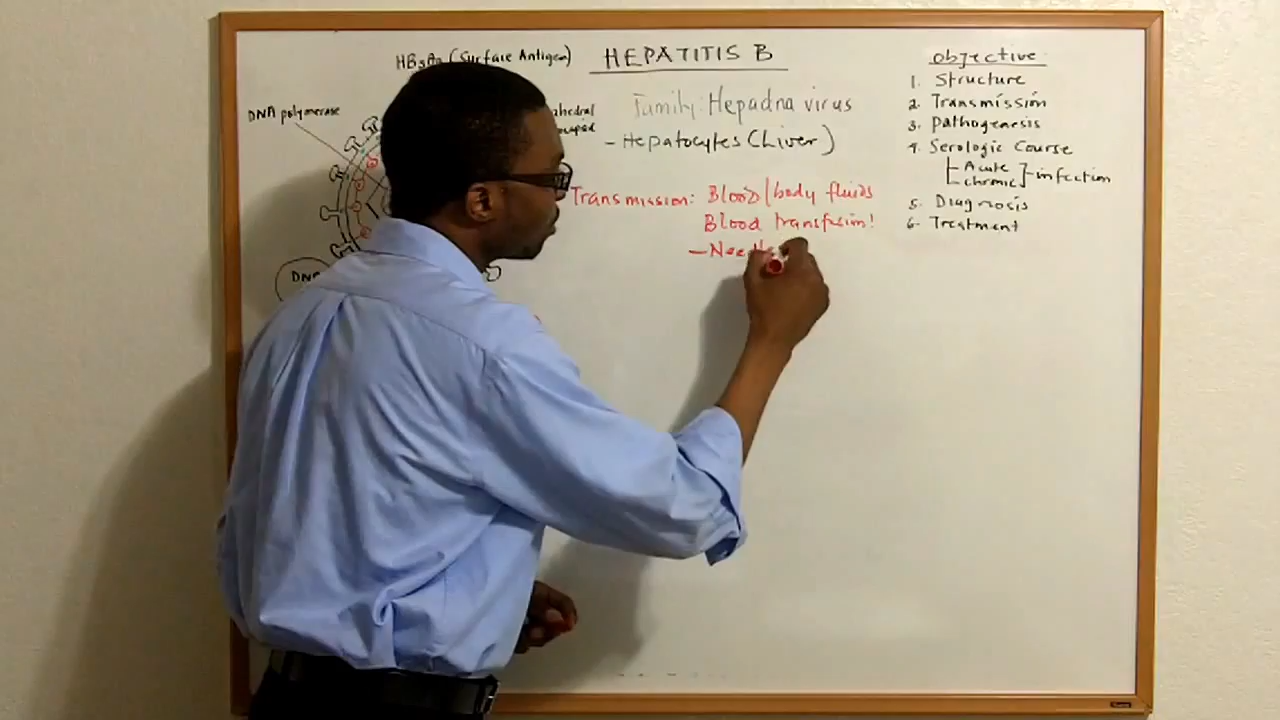 HBsAg (Surface Antigen)
HEPATITIS B
DNA polymerase
Family: Hepadna virus
- Hepatocytes (Liver)
Transmission: Blood/body fluids
Blood transfusion!
objective
1. Structure
2. Transmission
3. Pathogenesis
4. Serologic Course
Acute
chronic
infection
5. Diagnosis
6. Treatment